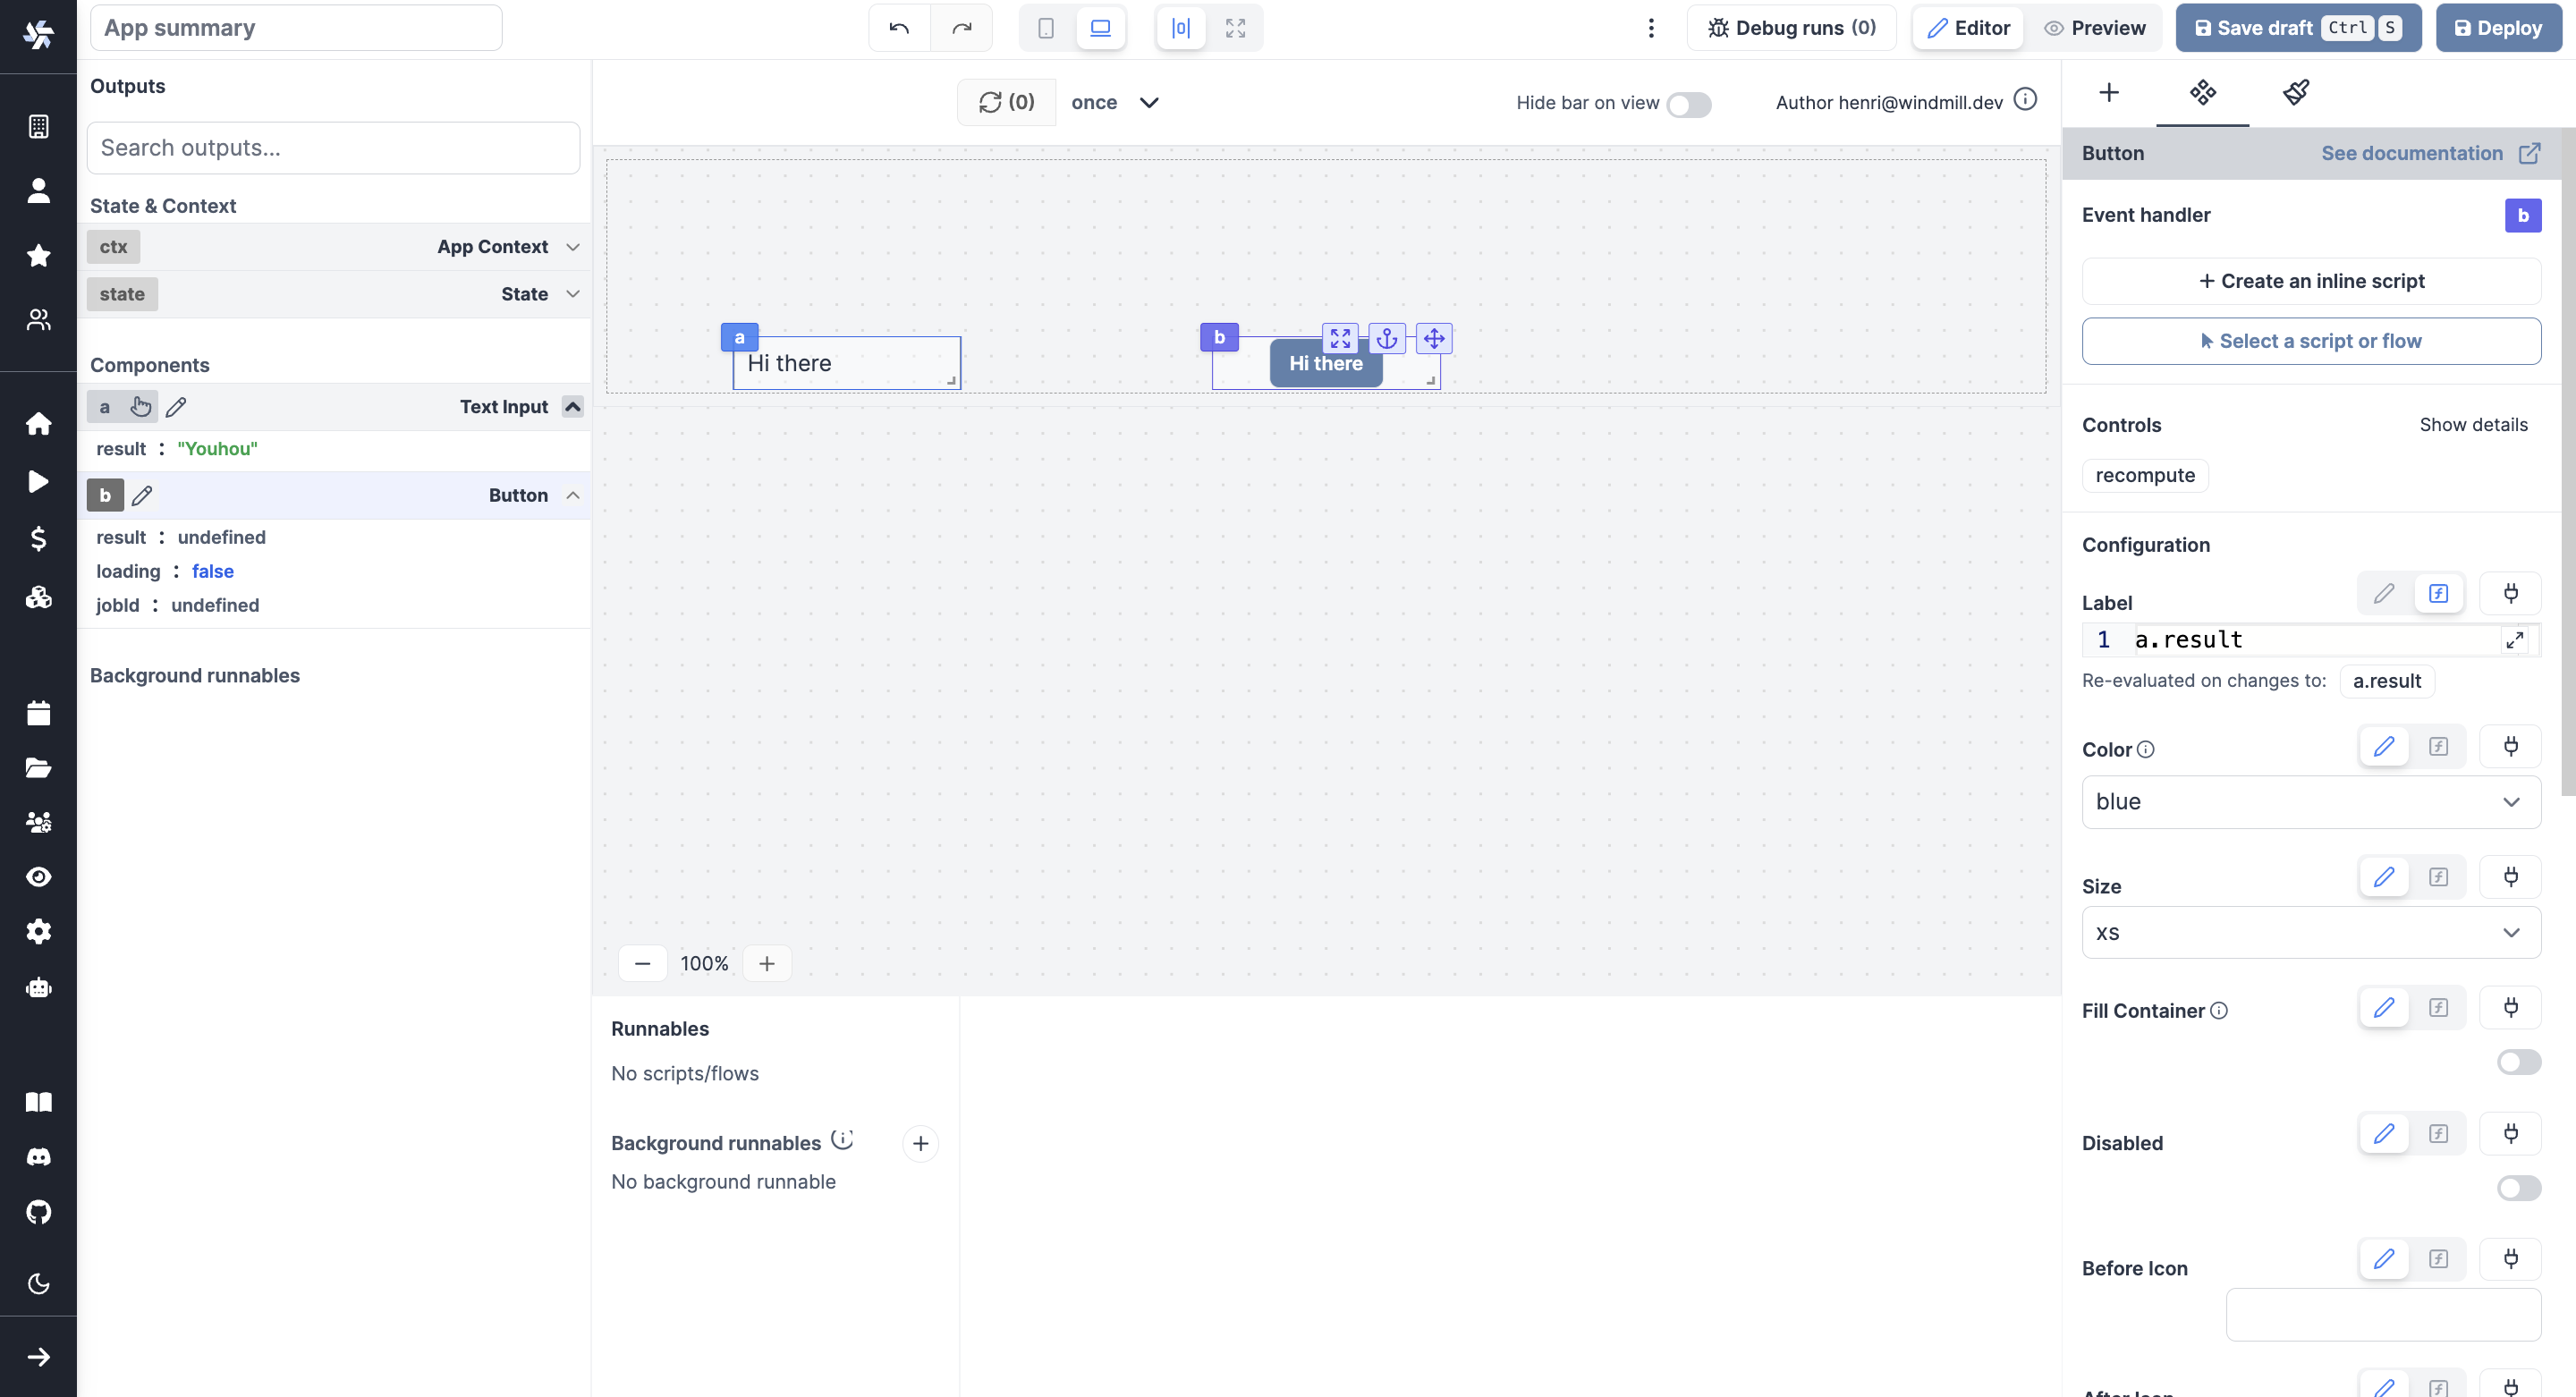 App summary
Debug runs (0)
Editor
Preview
Save draft Ctrl S
Deploy
Outputs
Search outputs...
State & Context
ctx
App Context
state
State
Components
a
Text Input
result : "Youhou"
b
Button
result : undefined
loading : false
jobId : undefined
Background runnables
(0)
once
Hide bar on view
Author henri@windmill.dev
a
Hi there
b
Hi there
100%
Runnables
No scripts/flows
Background runnables
No background runnable
Button
See documentation
Event handler
b
+ Create an inline script
Select a script or flow
Controls
Show details
recompute
Configuration
Label
1 a.result
Re-evaluated on changes to: a.result
Color
blue
Size
xs
Fill Container
Disabled
Before Icon